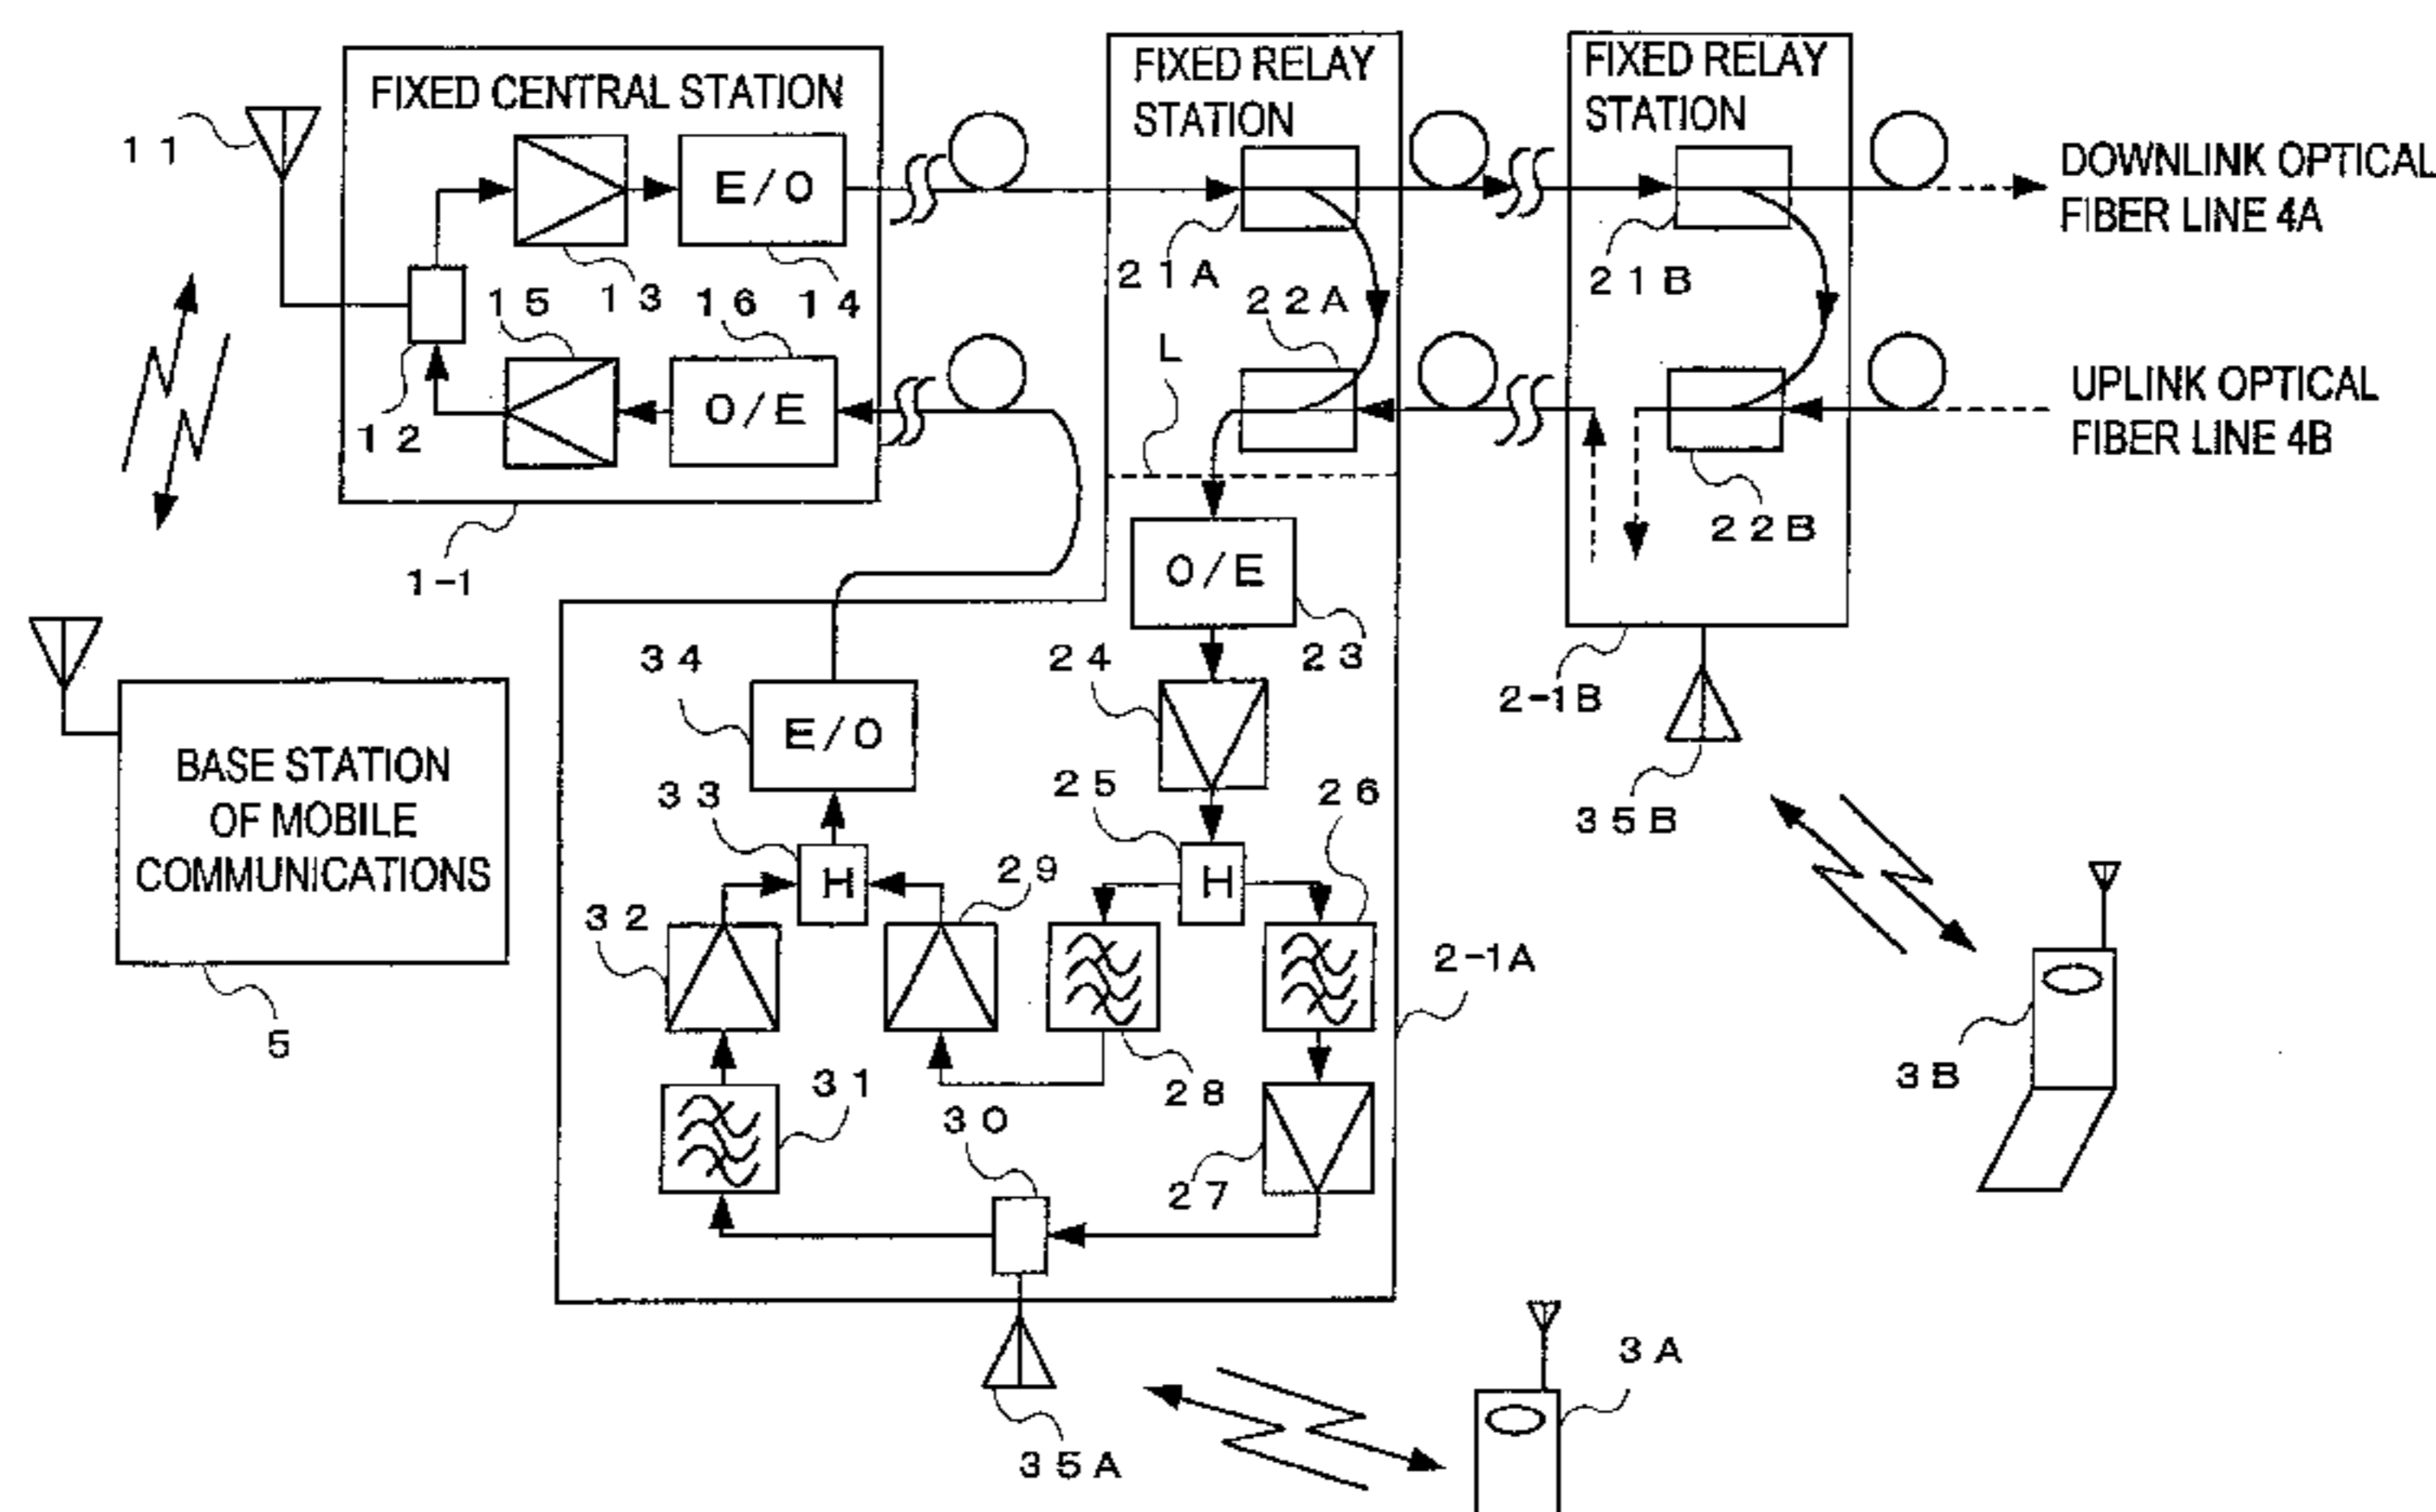 FIXED CENTRAL STATION
FIXED RELAY
STATION
FIXED RELAY
STATION
11
E/O
DOWNLINK OPTICAL
FIBER LINE 4A
21A
21B
15
13
16
14
22A
L
12
O/E
UPLINK OPTICAL
FIBER LINE 4B
22B
1-1
O/E
34
24
23
2-1B
E/O
BASE STATION
OF MOBILE
COMMUNICATIONS
33
25
26
35B
H
H
29
32
2-1A
5
31
28
3B
30
27
3A
35A